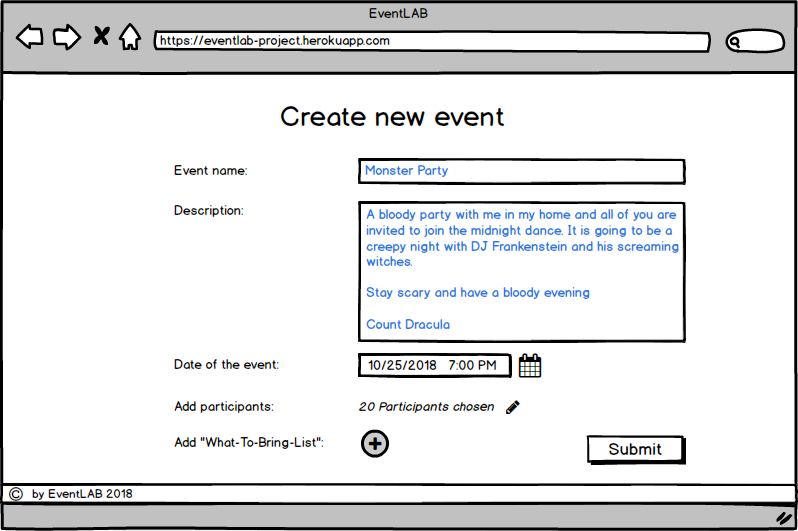 EventLAB
https://eventlab-project.herokuapp.com
Create new event
Event name:
Monster Party
Description:
A bloody party with me in my home and all of you are
invited to join the midnight dance. It is going to be a
creepy night with DJ Frankenstein and his screaming
witches.
Stay scary and have a bloody evening
Count Dracula
Date of the event:
10/25/2018 7:00 PM
Add participants:
20 Participants chosen
Add "What-To-Bring-List":
Submit
© by EventLAB 2018